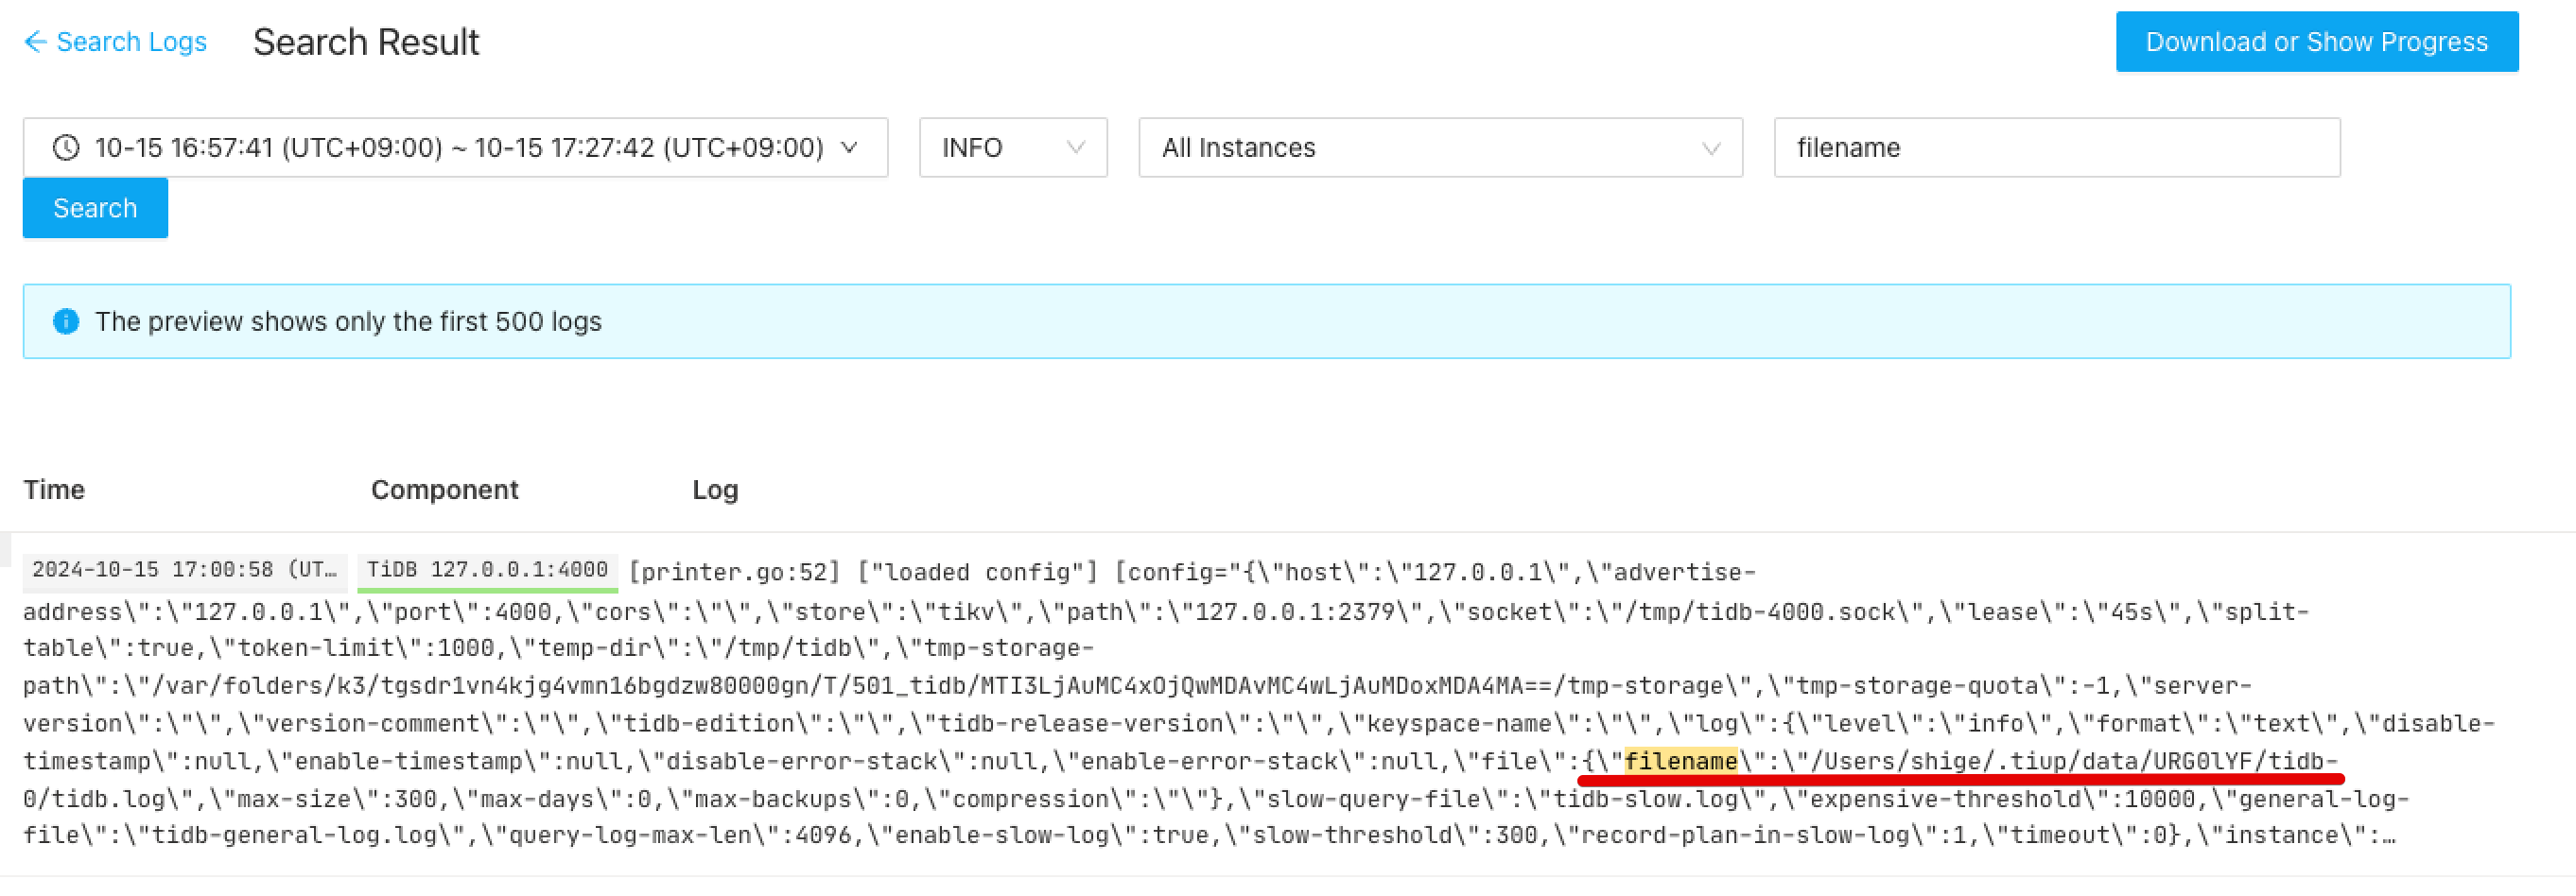 Search Logs Search Result Download or Show Progress
10-15 16:57:41 (UTC+09:00) ~ 10-15 17:27:42 (UTC+09:00) INFO All Instances filename
Search
The preview shows only the first 500 logs
Time Component Log
2024-10-15 17:00:58 (UT… TiDB 127.0.0.1:4000 [printer.go:52] ["loaded config"] [config="{\"host\":\"127.0.0.1\",\"advertise-
address\":\"127.0.0.1\",\"port\":4000,\"cors\":\"\",\"store\":\"tikv\",\"path\":\"127.0.0.1:2379\",\"socket\":\"/tmp/tidb-4000.sock\",\"lease\":\"45s\",\"split-
table\":true,\"token-limit\":1000,\"temp-dir\":\"/tmp/tidb\",\"tmp-storage-
path\":\"/var/folders/k3/tgsdr1vn4kjg4vmn16bgdzw80000gn/T/501_tidb/MTI3LjAuMC4xOjQwMDAvMC4wLjAuMDoxMDA4MA==/tmp-storage\",\"tmp-storage-quota\":-1,\"server-
version\":\"\",\"version-comment\":\"\",\"tidb-edition\":\"\",\"tidb-release-version\":\"\",\"keyspace-name\":\"\",\"log\":{\"level\":\"info\",\"format\":\"text\",\"disable-
timestamp\":null,\"enable-timestamp\":null,\"disable-error-stack\":null,\"enable-error-stack\":null,\"file\":{\"filename\":\"/Users/shige/.tiup/data/URG0lYF/tidb-
0/tidb.log\",\"max-size\":300,\"max-days\":0,\"max-backups\":0,\"compression\":\"\"},\"slow-query-file\":\"tidb-slow.log\",\"expensive-threshold\":10000,\"general-log-
file\":\"tidb-general-log.log\",\"query-log-max-len\":4096,\"enable-slow-log\":true,\"slow-threshold\":300,\"record-plan-in-slow-log\":1,\"timeout\":0},\"instance\":…